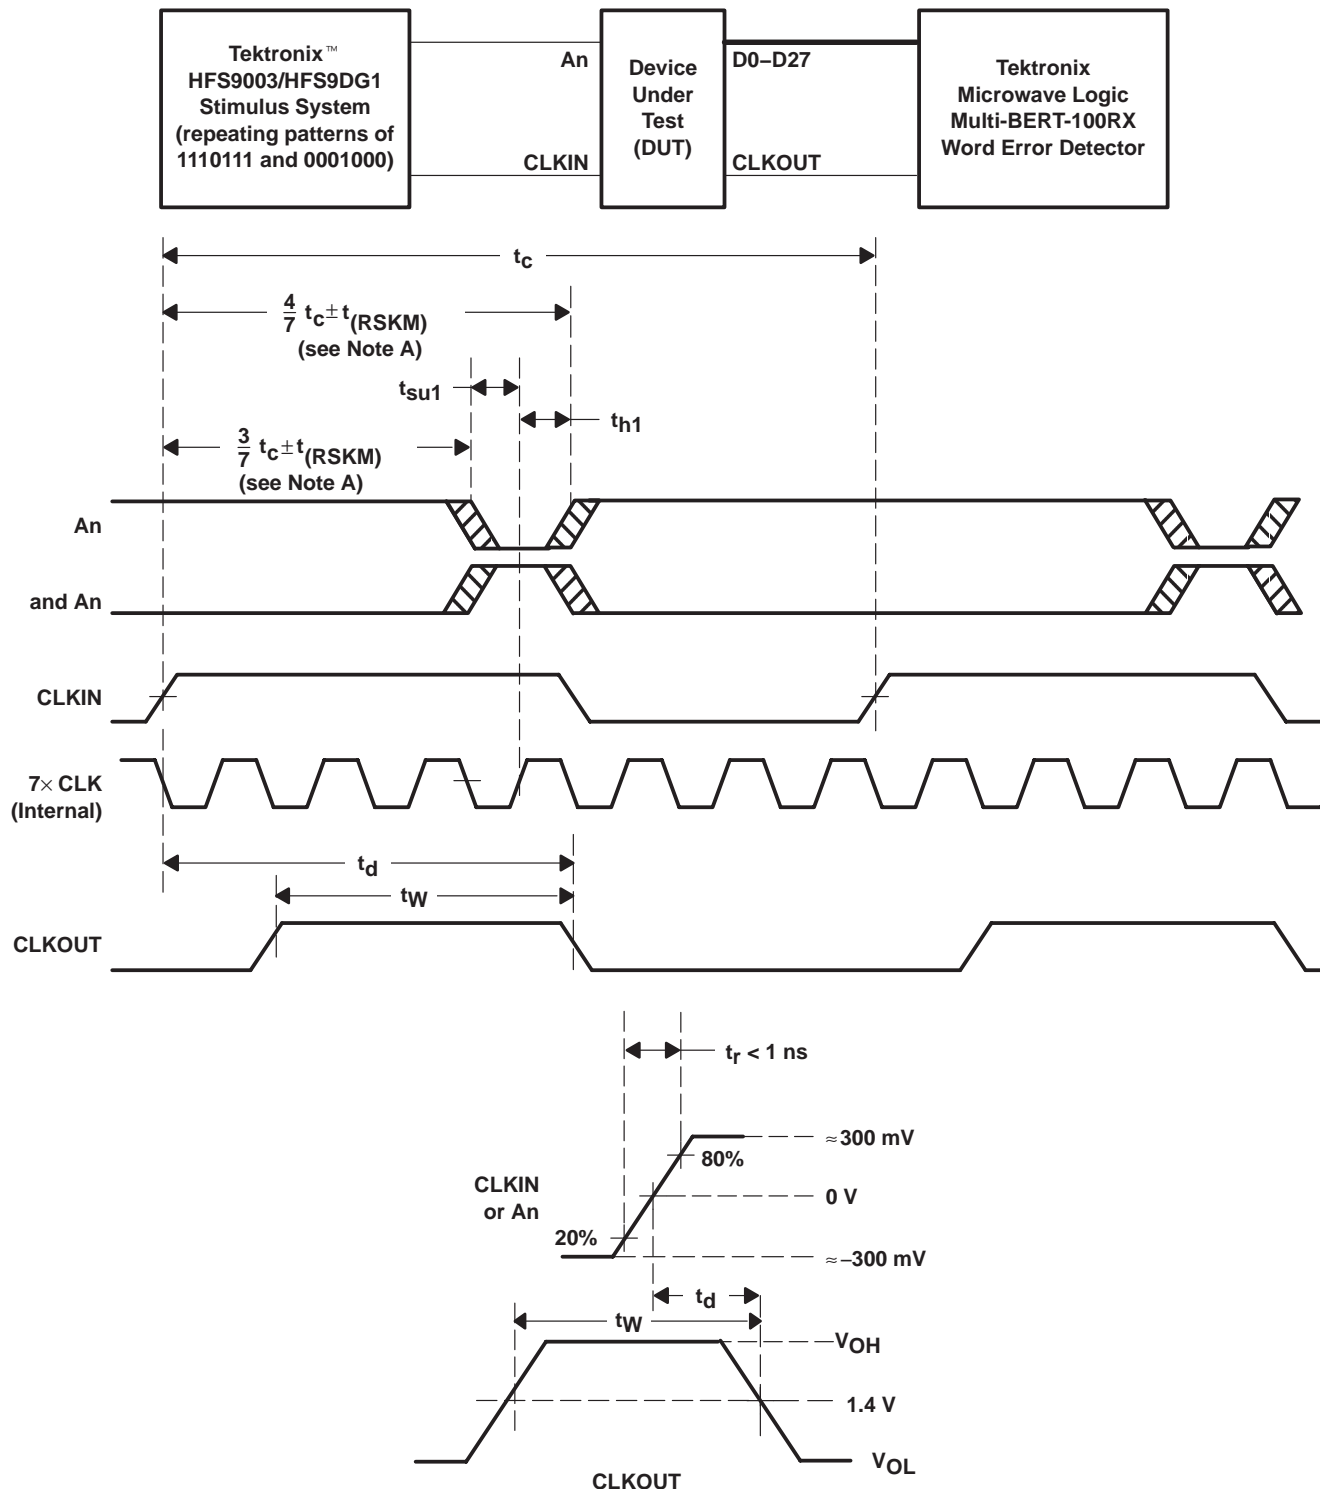 Tektronix™
HFS9003/HFS9DG1
Stimulus System
(repeating patterns of
1110111 and 0001000)
An
CLKIN
Device
Under
Test
(DUT)
D0–D27
CLKOUT
Tektronix
Microwave Logic
Multi-BERT-100RX
Word Error Detector
tc
4/7 tc ± t(RSKM)
(see Note A)
tsu1
th1
3/7 tc ± t(RSKM)
(see Note A)
An
and An
CLKIN
7× CLK
(Internal)
td
tW
CLKOUT
tr < 1 ns
≈300 mV
80%
CLKIN
or An
0 V
20%
≈–300 mV
td
tW
VOH
1.4 V
VOL
CLKOUT